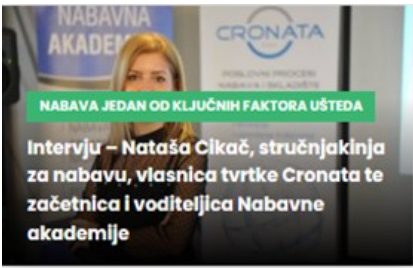 NABAVNA
AKADEM
CRONATA
POSLOVNI PROCESI
NABAVA I SKLADIŠTE
NABAVA JEDAN OD KLJUČNIH FAKTORA UŠTEDA
Intervju – Nataša Cikač, stručnjakinja
za nabavu, vlasnica tvrtke Cronata te
začetnica i voditeljica Nabavne
akademije